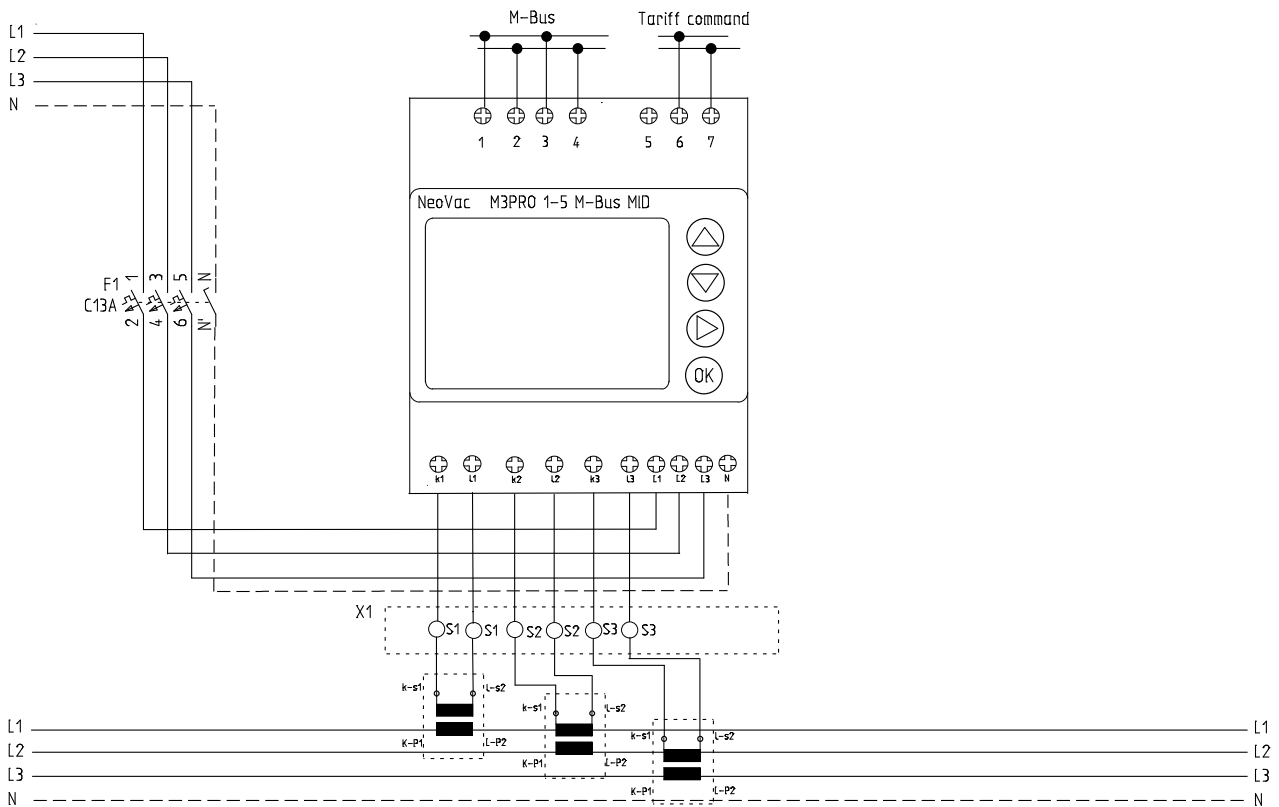 M-Bus Tariff command
L1
L2
L3
N
1 2 3 4 5 6 7
NeoVac M3PRO 1-5 M-Bus MID
OK
F1 1 3 5 N
C13A
2 4 6 N'
k1 L1 k2 L2 k3 L3 L1 L2 L3 N
X1
S1 S1 S2 S2 S3 S3
k-s1 L-s2
k-s1 L-s2
k-s1 L-s2
K-P1 L-P2
K-P1 L-P2
K-P1 L-P2
L1 L1
L2 L2
L3 L3
N N